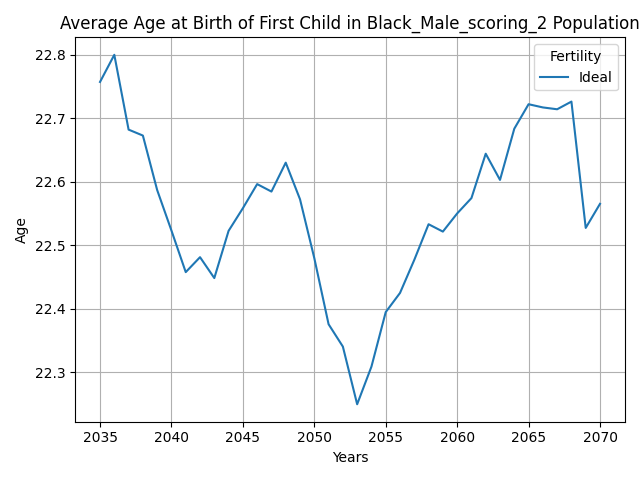 Average Age at Birth of First Child in Black_Male_scoring_2 Population
Fertility
Ideal
22.8
22.7
22.6
22.5
22.4
22.3
Age
2035 2040 2045 2050 2055 2060 2065 2070
Years